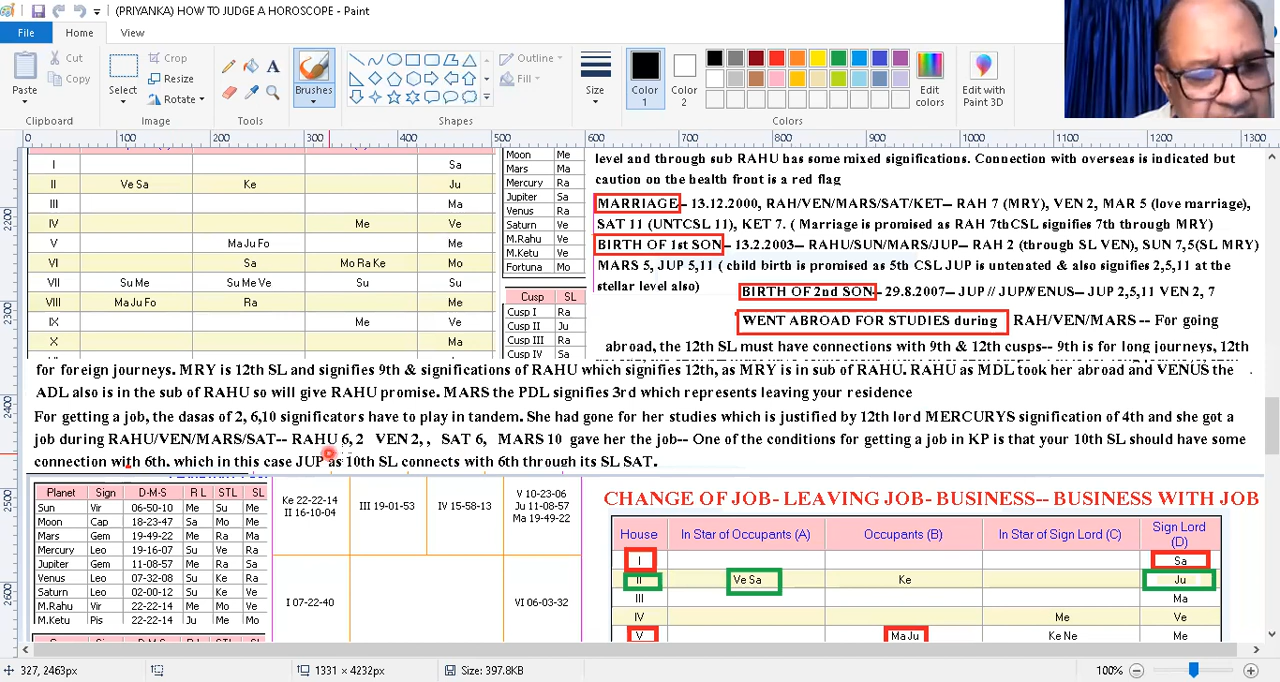 (PRIYANKA) HOW TO JUDGE A HOROSCOPE - Paint
File Home View
Cut
Copy
Paste
Clipboard
Select
Crop
Resize
Rotate
Image
Tools
Brushes
Outline
Fill
Shapes
Size
Color 1
Color 2
Edit colors
Edit with Paint 3D
Colors
0 100 200 300 400 500 600 700 800 900 1000 1100 1200 1300
2200
2300
2400
2500
2600
I Sa
II Ve Sa Ke Ju
III Ma
IV Me Ve
V Ma Ju Fo Me
VI Sa Mo Ra Ke Me
VII Su Me Su Me Ve Su Su
VIII Ma Ju Fo Ra Me
IX Me Ve
X Ma
Moon Me
Mars Ma
Mercury Ra
Jupiter Sa
Venus Ra
Saturn Ve
M.Rahu Ve
M.Ketu Ve
Fortuna Me
Cusp SL
Cusp I Ra
Cusp II Ju
Cusp III Ra
Cusp IV Sa
level and through sub RAHU has some mixed significations. Connection with overseas is indicated but
caution on the health front is a red flag
MARRIAGE-- 13.12.2000, RAH/VEN/MARS/SAT/KET-- RAH 7 (MRY), VEN 2, MAR 5 (love marriage),
SAT 11 (UNTCSL 11), KET 7. ( Marriage is promised as RAH 7thCSL signifies 7th through MRY)
BIRTH OF 1st SON-- 13.2.2003-- RAHU/SUN/MARS/JUP-- RAH 2 (through SL VEN), SUN 7,5(SL MRY)
MARS 5, JUP 5,11 ( child birth is promised as 5th CSL JUP is untenated & also signifies 2,5,11 at the
stellar level also)
BIRTH OF 2nd SON-- 29.8.2007-- JUP // JUP/VENUS-- JUP 2,5,11 VEN 2, 7
WENT ABROAD FOR STUDIES during RAH/VEN/MARS -- For going
abroad, the 12th SL must have connections with 9th & 12th cusps-- 9th is for long journeys, 12th
for foreign journeys. MRY is 12th SL and signifies 9th & significations of RAHU which signifies 12th, as MRY is in sub of RAHU. RAHU as MDL took her abroad and VENUS the
ADL also is in the sub of RAHU so will give RAHU promise. MARS the PDL signifies 3rd which represents leaving your residence
For getting a job, the dasas of 2, 6,10 significators have to play in tandem. She had gone for her studies which is justified by 12th lord MERCURYS signification of 4th and she got a
job during RAHU/VEN/MARS/SAT-- RAHU 6, 2 VEN 2, , SAT 6, MARS 10 gave her the job-- One of the conditions for getting a job in KP is that your 10th SL should have some
connection with 6th. which in this case JUP as 10th SL connects with 6th through its SL SAT.
Planet Sign D-M-S R L STL SL
Sun Vir 06-50-10 Me Su Me
Moon Cap 18-23-47 Sa Mo Me
Mars Gem 19-49-22 Me Ra Ma
Mercury Leo 19-16-07 Su Ve Ra
Jupiter Gem 11-08-57 Me Ra Sa
Venus Leo 07-32-08 Su Ke Ra
Saturn Leo 02-00-12 Su Ke Ve
M.Rahu Vir 22-22-14 Me Mo Ve
M.Ketu Pis 22-22-14 Ju Me Mo
Ke 22-22-14
II 16-10-04
III 19-01-53
IV 15-58-13
V 10-23-06
Ju 11-08-57
Ma 19-49-22
I 07-22-40
VI 06-03-32
CHANGE OF JOB- LEAVING JOB- BUSINESS-- BUSINESS WITH JOB
House In Star of Occupants (A) Occupants (B) In Star of Sign Lord (C) Sign Lord (D)
I Sa
II Ve Sa Ke Ju
III Ma
IV Me Ve
V Ma Ju Ke Ne Me
327, 2463px
1331 × 4232px
Size: 397.8KB
100%